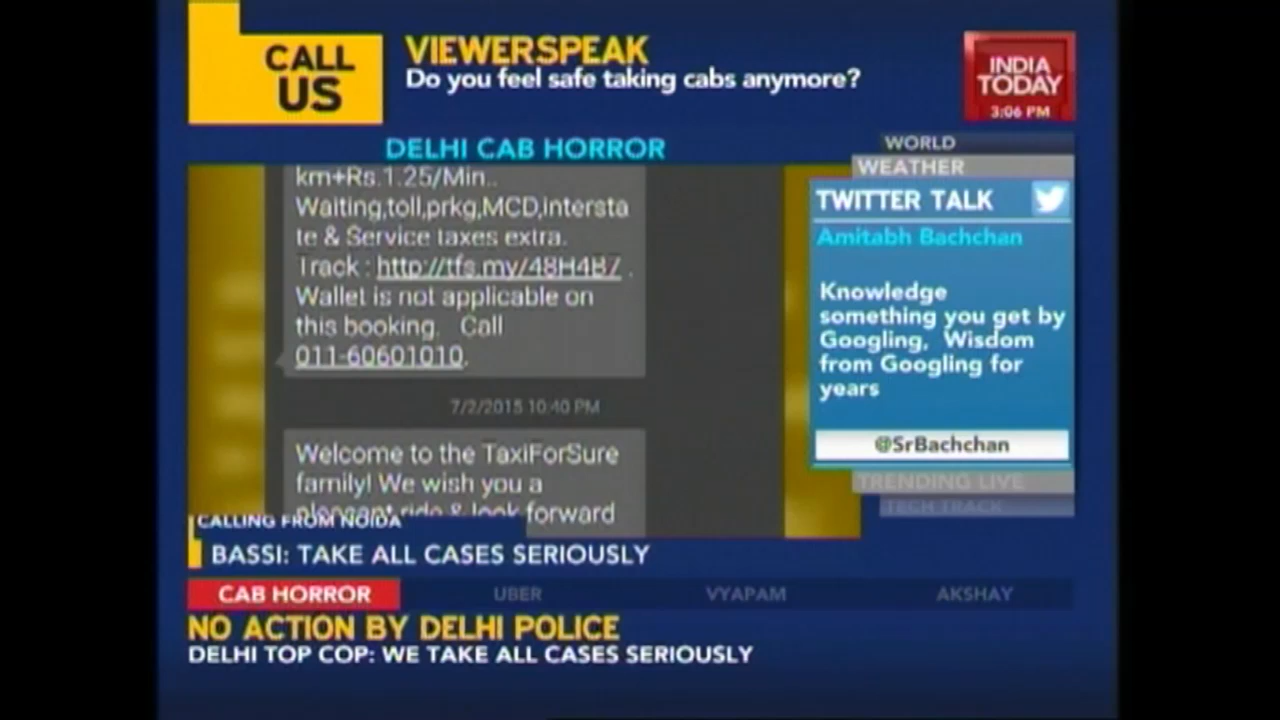 CALL
US
VIEWERSPEAK
Do you feel safe taking cabs anymore?
INDIA
TODAY
3:06 PM
DELHI CAB HORROR
km+Rs.1.25/Min..
Waiting,toll,prkg,MCD,intersta
te & Service taxes extra.
Track : http://tfs.my/48H4B7 .
Wallet is not applicable on
this booking. Call
011-60601010.
7/2/2015 10:40 PM
Welcome to the TaxiForSure
family! We wish you a
pleasant ride & look forward
WORLD
WEATHER
TWITTER TALK
Amitabh Bachchan
Knowledge
something you get by
Googling, Wisdom
from Googling for
years
@SrBachchan
TRENDING LIVE
TECH TRACK
CALLING FROM NOIDA
BASSI: TAKE ALL CASES SERIOUSLY
CAB HORROR
UBER
VYAPAM
AKSHAY
NO ACTION BY DELHI POLICE
DELHI TOP COP: WE TAKE ALL CASES SERIOUSLY